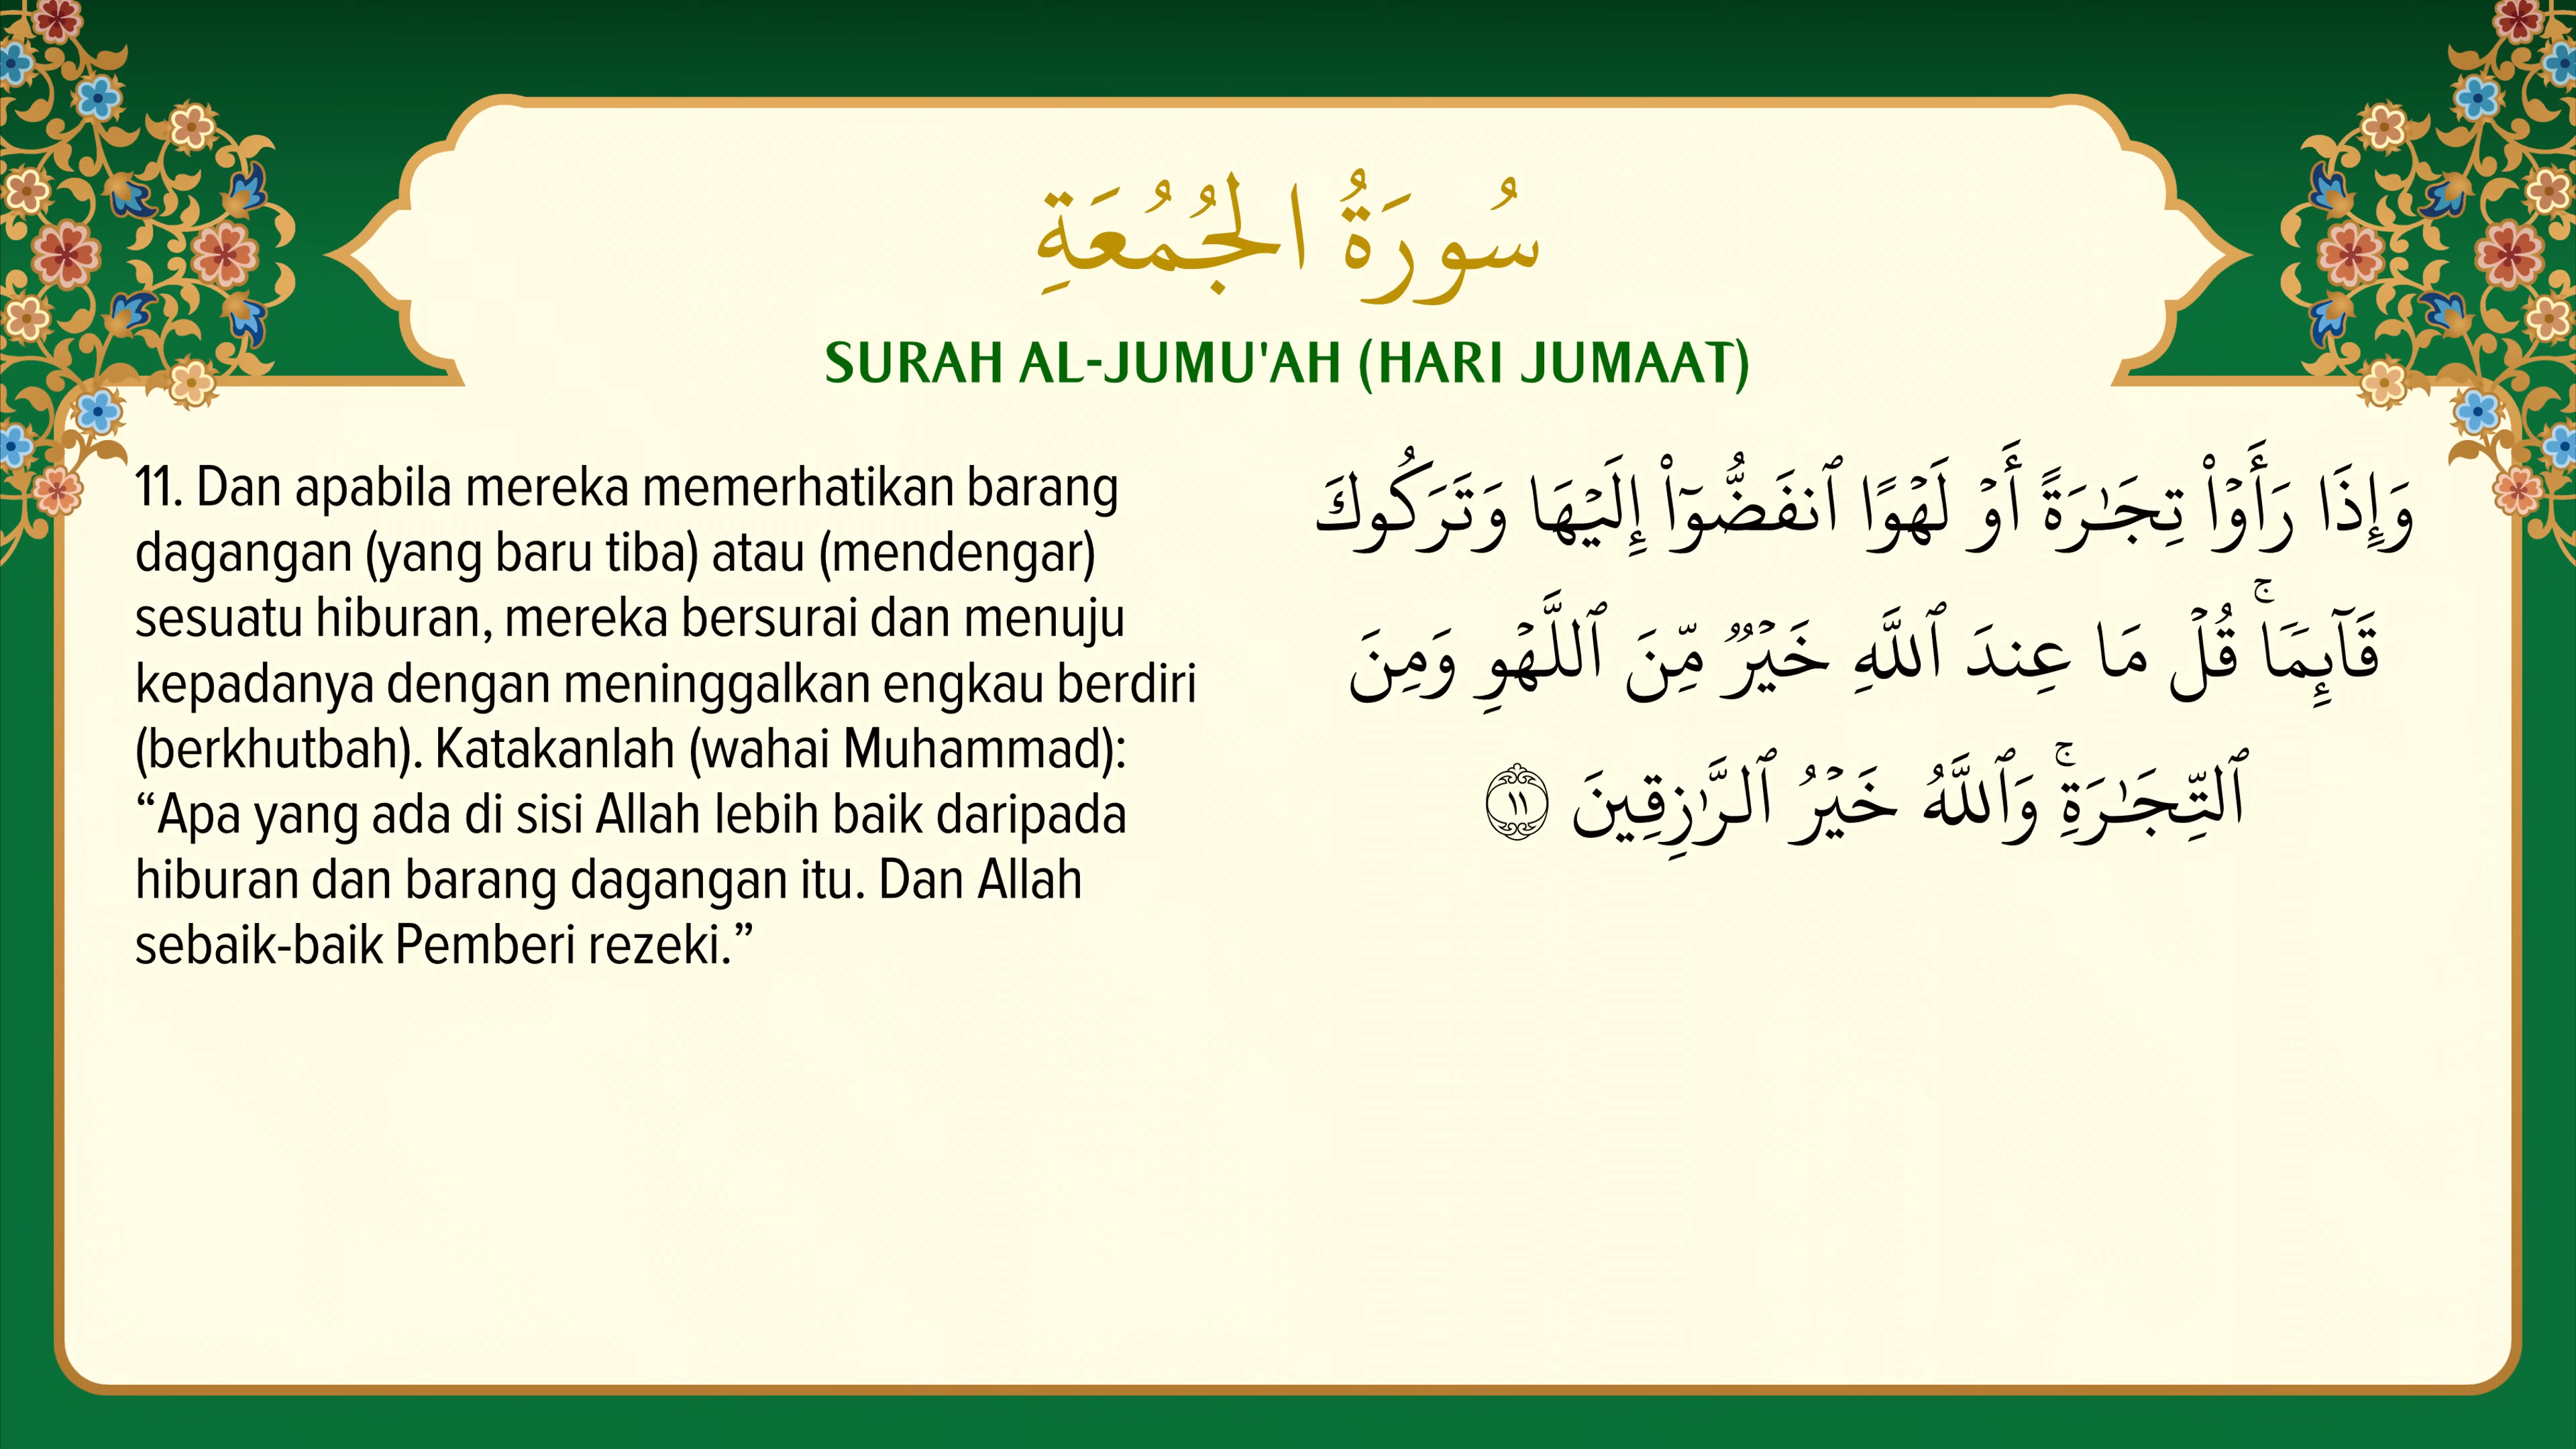 سُورَةُ الجُمُعَةِ
SURAH AL-JUMU'AH (HARI JUMAAT)
11. Dan apabila mereka memerhatikan barang
dagangan (yang baru tiba) atau (mendengar)
sesuatu hiburan, mereka bersurai dan menuju
kepadanya dengan meninggalkan engkau berdiri
(berkhutbah). Katakanlah (wahai Muhammad):
“Apa yang ada di sisi Allah lebih baik daripada
hiburan dan barang dagangan itu. Dan Allah
sebaik-baik Pemberi rezeki.”
وَإِذَا رَأَوۡاْ تِجَٰرَةً أَوۡ لَهۡوًا ٱنفَضُّوٓاْ إِلَيۡهَا وَتَرَكُوكَ
قَآئِمٗاۚ قُلۡ مَا عِندَ ٱللَّهِ خَيۡرٞ مِّنَ ٱللَّهۡوِ وَمِنَ
ٱلتِّجَٰرَةِۚ وَٱللَّهُ خَيۡرُ ٱلرَّٰزِقِينَ ١١